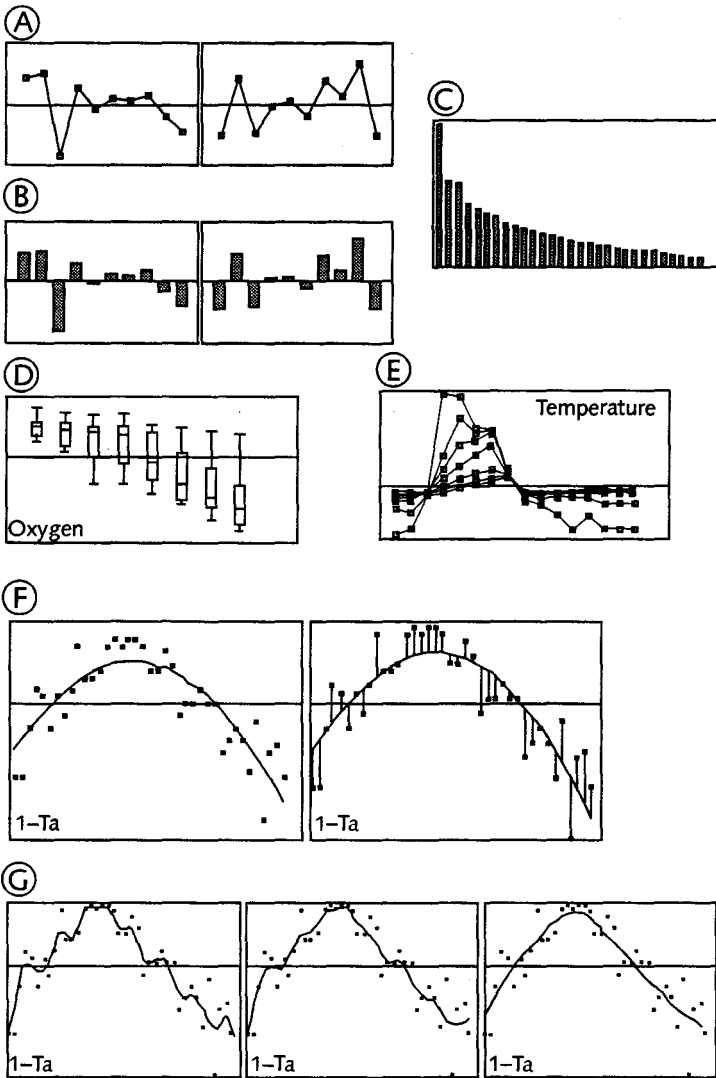 A
C
B
D
Oxygen
E
Temperature
F
1–Ta
1–Ta
G
1–Ta
1–Ta
1–Ta